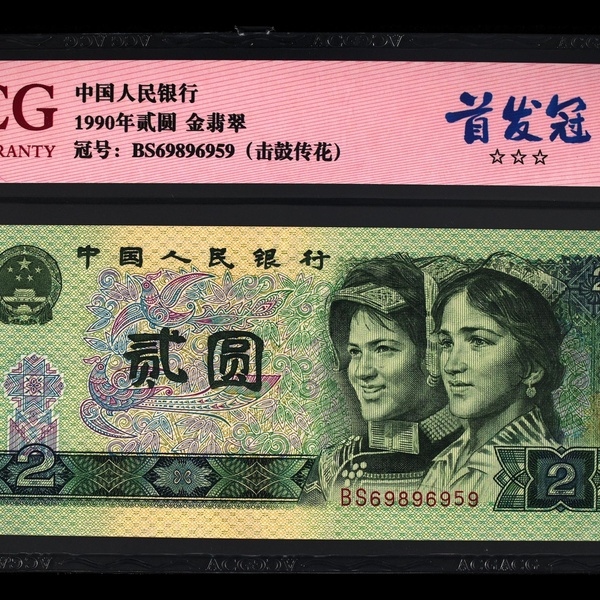 CG
RANTY
中国人民银行
1990年贰圆 金翡翠
冠号：BS69896959（击鼓传花）
首发冠
☆☆☆
中国人民银行
贰圆
2
BS69896959
2